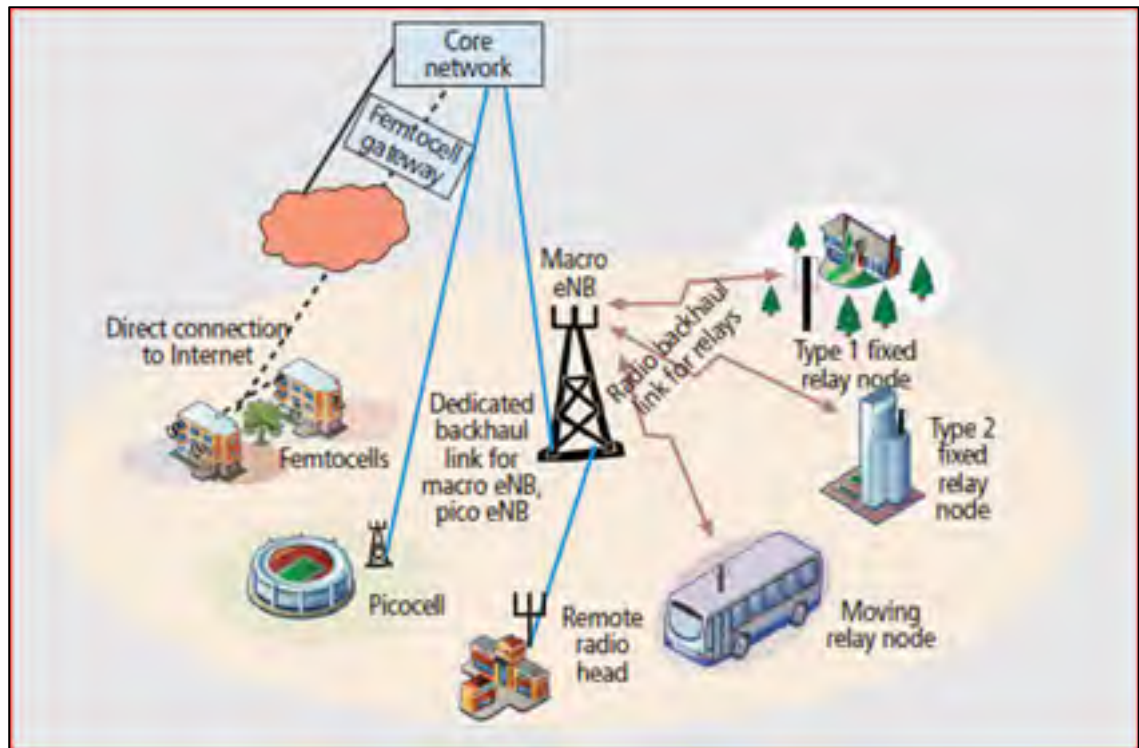 Core
network
Femtocell
gateway
Macro
eNB
Direct connection
to Internet
Radio backhaul
link for relays
Type 1 fixed
relay node
Dedicated
backhaul
link for
macro eNB,
pico eNB
Femtocells
Type 2
fixed
relay
node
Picocell
Remote
radio
head
Moving
relay node